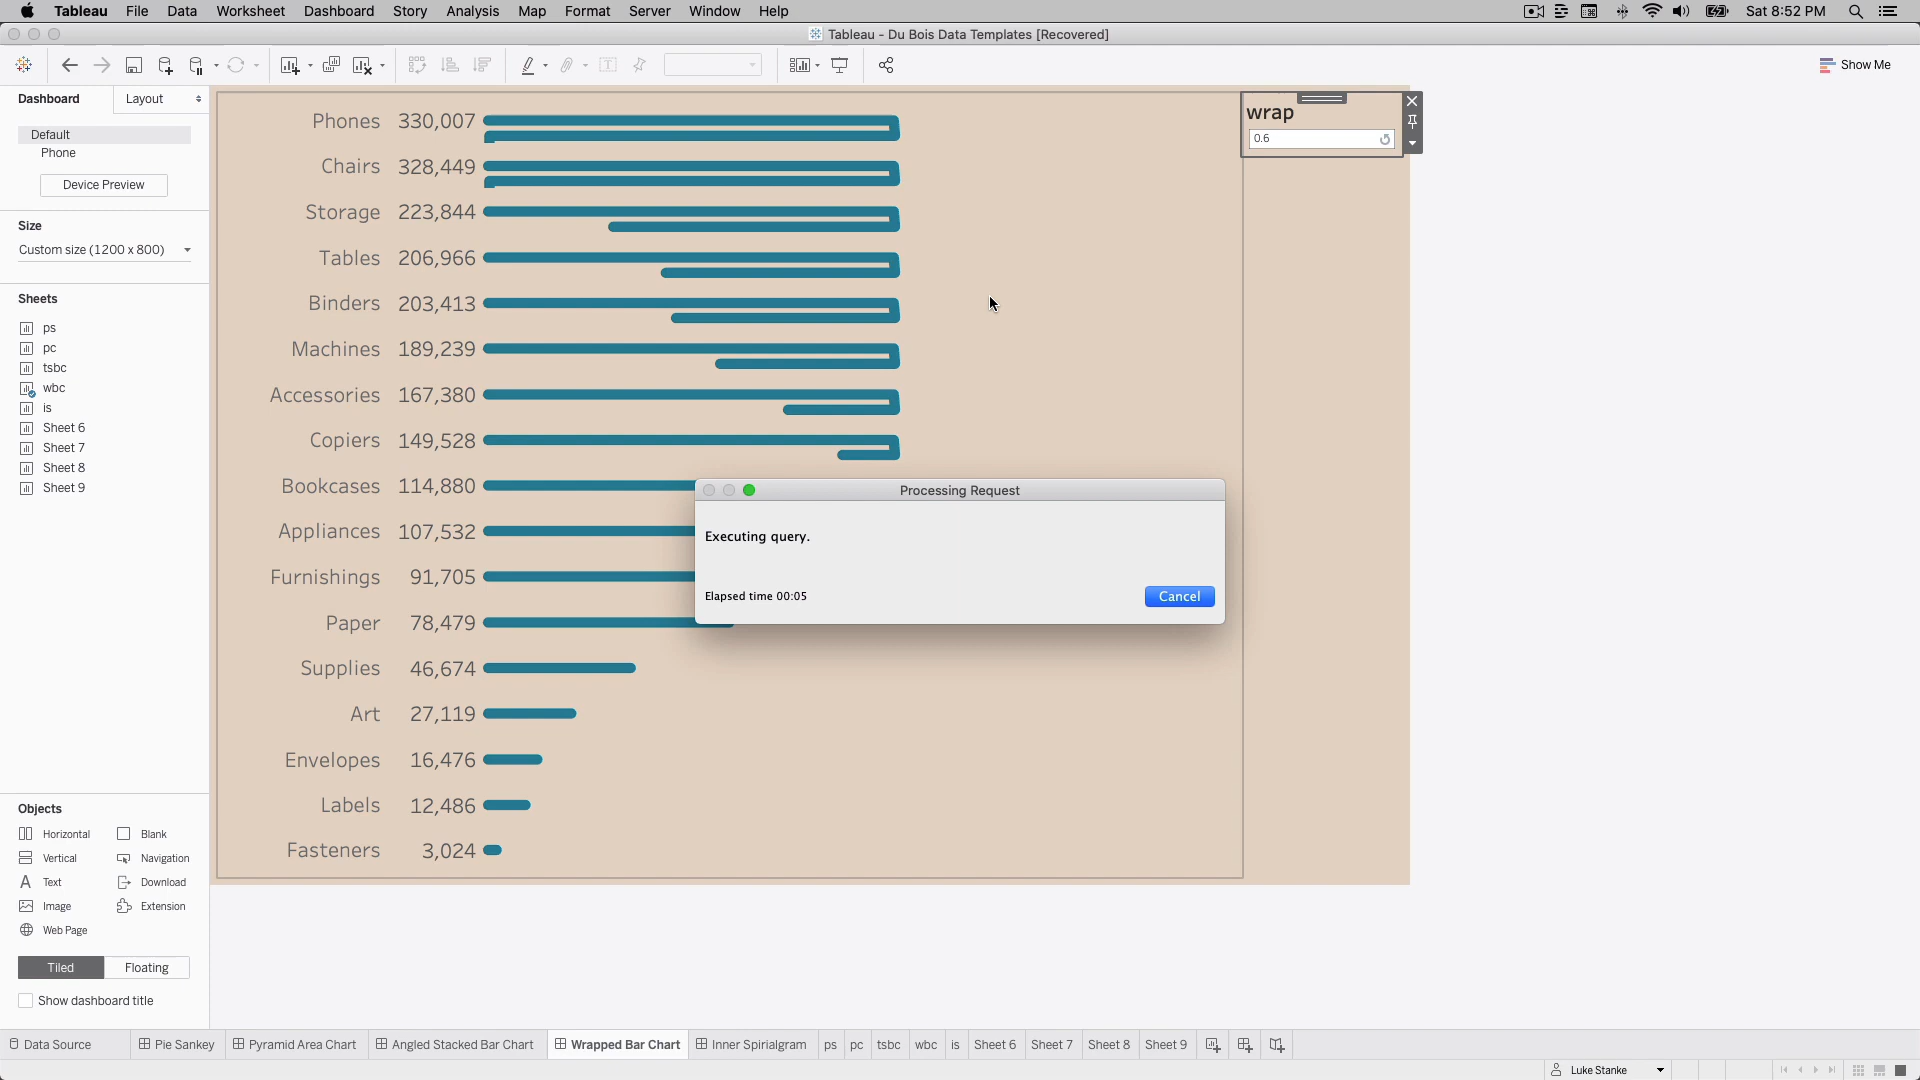 Tableau File Data Worksheet Dashboard Story Analysis Map Format Server Window Help Sat 8:52 PM
Tableau - Du Bois Data Templates [Recovered]
Show Me
Dashboard Layout
Default
Phone
Device Preview
Size
Custom size (1200 x 800)
Sheets
ps
pc
tsbc
wbc
is
Sheet 6
Sheet 7
Sheet 8
Sheet 9
Objects
Horizontal Blank
Vertical Navigation
Text Download
Image Extension
Web Page
Tiled Floating
Show dashboard title
Phones 330,007
Chairs 328,449
Storage 223,844
Tables 206,966
Binders 203,413
Machines 189,239
Accessories 167,380
Copiers 149,528
Bookcases 114,880
Appliances 107,532
Furnishings 91,705
Paper 78,479
Supplies 46,674
Art 27,119
Envelopes 16,476
Labels 12,486
Fasteners 3,024
wrap
0.6
Processing Request
Executing query.
Elapsed time 00:05
Cancel
Data Source Pie Sankey Pyramid Area Chart Angled Stacked Bar Chart Wrapped Bar Chart Inner Spirialgram ps pc tsbc wbc is Sheet 6 Sheet 7 Sheet 8 Sheet 9
Luke Stanke